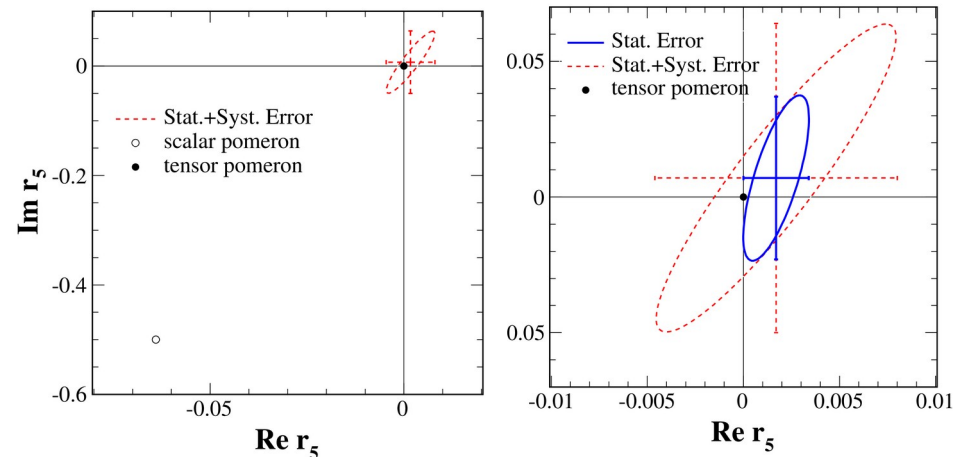 0
-0.2
-0.4
-0.6
Im r5
Stat.+Syst. Error
scalar pomeron
tensor pomeron
-0.05
0
Re r5
0.05
0
0.05
Stat. Error
Stat.+Syst. Error
tensor pomeron
-0.01
-0.005
0
0.005
0.01
Re r5